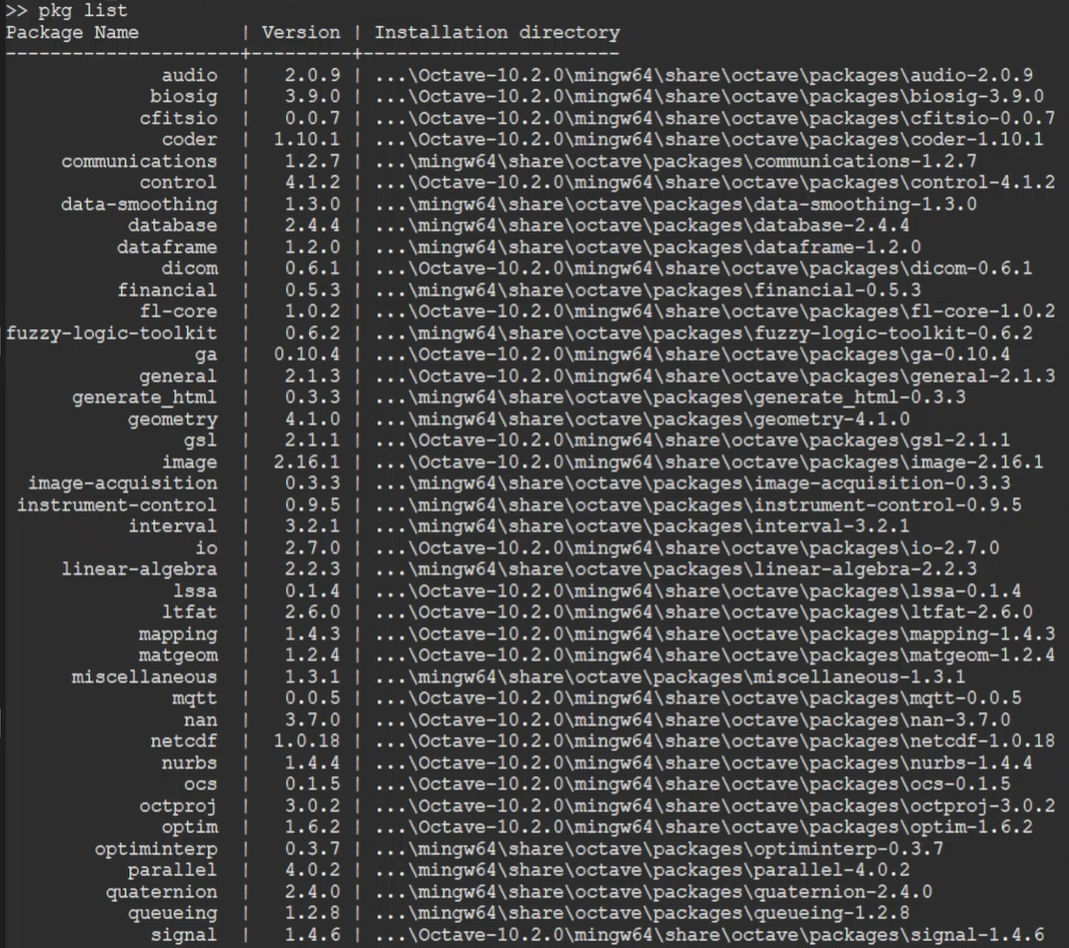 >> pkg list
Package Name         | Version | Installation directory
---------------------+---------+-----------------------
              audio  |   2.0.9 | ...\Octave-10.2.0\mingw64\share\octave\packages\audio-2.0.9
             biosig  |   3.9.0 | ...\Octave-10.2.0\mingw64\share\octave\packages\biosig-3.9.0
            cfitsio  |   0.0.7 | ...\Octave-10.2.0\mingw64\share\octave\packages\cfitsio-0.0.7
              coder  |  1.10.1 | ...\Octave-10.2.0\mingw64\share\octave\packages\coder-1.10.1
     communications  |   1.2.7 | ...\mingw64\share\octave\packages\communications-1.2.7
            control  |   4.1.2 | ...\Octave-10.2.0\mingw64\share\octave\packages\control-4.1.2
     data-smoothing  |   1.3.0 | ...\mingw64\share\octave\packages\data-smoothing-1.3.0
           database  |   2.4.4 | ...\mingw64\share\octave\packages\database-2.4.4
          dataframe  |   1.2.0 | ...\mingw64\share\octave\packages\dataframe-1.2.0
              dicom  |   0.6.1 | ...\Octave-10.2.0\mingw64\share\octave\packages\dicom-0.6.1
          financial  |   0.5.3 | ...\mingw64\share\octave\packages\financial-0.5.3
            fl-core  |   1.0.2 | ...\Octave-10.2.0\mingw64\share\octave\packages\fl-core-1.0.2
fuzzy-logic-toolkit  |   0.6.2 | ...\mingw64\share\octave\packages\fuzzy-logic-toolkit-0.6.2
                 ga  |  0.10.4 | ...\Octave-10.2.0\mingw64\share\octave\packages\ga-0.10.4
            general  |   2.1.3 | ...\Octave-10.2.0\mingw64\share\octave\packages\general-2.1.3
      generate_html  |   0.3.3 | ...\mingw64\share\octave\packages\generate_html-0.3.3
           geometry  |   4.1.0 | ...\mingw64\share\octave\packages\geometry-4.1.0
                gsl  |   2.1.1 | ...\Octave-10.2.0\mingw64\share\octave\packages\gsl-2.1.1
              image  |  2.16.1 | ...\Octave-10.2.0\mingw64\share\octave\packages\image-2.16.1
  image-acquisition  |   0.3.3 | ...\mingw64\share\octave\packages\image-acquisition-0.3.3
 instrument-control  |   0.9.5 | ...\mingw64\share\octave\packages\instrument-control-0.9.5
           interval  |   3.2.1 | ...\mingw64\share\octave\packages\interval-3.2.1
                 io  |   2.7.0 | ...\Octave-10.2.0\mingw64\share\octave\packages\io-2.7.0
     linear-algebra  |   2.2.3 | ...\mingw64\share\octave\packages\linear-algebra-2.2.3
               lssa  |   0.1.4 | ...\Octave-10.2.0\mingw64\share\octave\packages\lssa-0.1.4
              ltfat  |   2.6.0 | ...\Octave-10.2.0\mingw64\share\octave\packages\ltfat-2.6.0
            mapping  |   1.4.3 | ...\Octave-10.2.0\mingw64\share\octave\packages\mapping-1.4.3
            matgeom  |   1.2.4 | ...\Octave-10.2.0\mingw64\share\octave\packages\matgeom-1.2.4
      miscellaneous  |   1.3.1 | ...\mingw64\share\octave\packages\miscellaneous-1.3.1
               mqtt  |   0.0.5 | ...\Octave-10.2.0\mingw64\share\octave\packages\mqtt-0.0.5
                nan  |   3.7.0 | ...\Octave-10.2.0\mingw64\share\octave\packages\nan-3.7.0
             netcdf  |  1.0.18 | ...\Octave-10.2.0\mingw64\share\octave\packages\netcdf-1.0.18
              nurbs  |   1.4.4 | ...\Octave-10.2.0\mingw64\share\octave\packages\nurbs-1.4.4
                ocs  |   0.1.5 | ...\Octave-10.2.0\mingw64\share\octave\packages\ocs-0.1.5
            octproj  |   3.0.2 | ...\Octave-10.2.0\mingw64\share\octave\packages\octproj-3.0.2
              optim  |   1.6.2 | ...\Octave-10.2.0\mingw64\share\octave\packages\optim-1.6.2
        optiminterp  |   0.3.7 | ...\mingw64\share\octave\packages\optiminterp-0.3.7
           parallel  |   4.0.2 | ...\mingw64\share\octave\packages\parallel-4.0.2
         quaternion  |   2.4.0 | ...\mingw64\share\octave\packages\quaternion-2.4.0
           queueing  |   1.2.8 | ...\mingw64\share\octave\packages\queueing-1.2.8
             signal  |   1.4.6 | ...\Octave-10.2.0\mingw64\share\octave\packages\signal-1.4.6